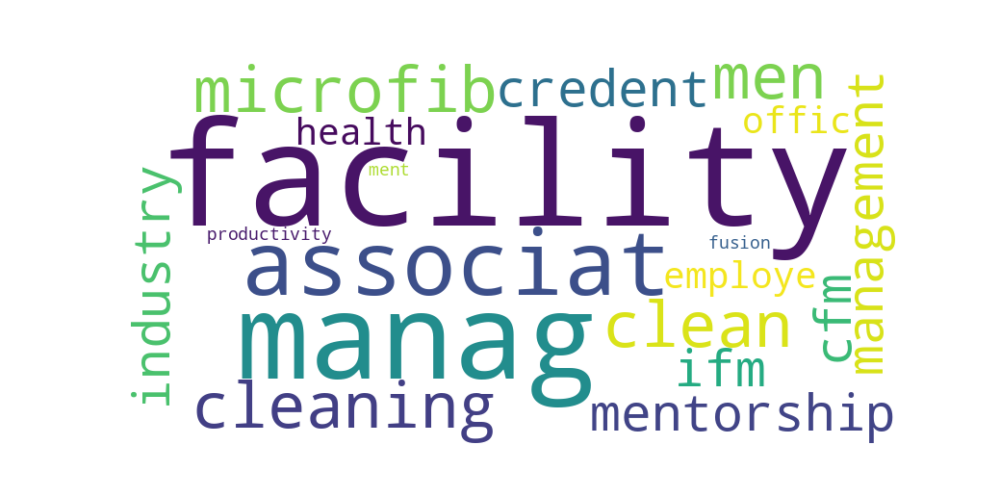 microfib
credent
men
offic
health
facility
ment
management
industry
productivity
associat
fusion
employe
cfm
manag
clean
ifm
cleaning
mentorship